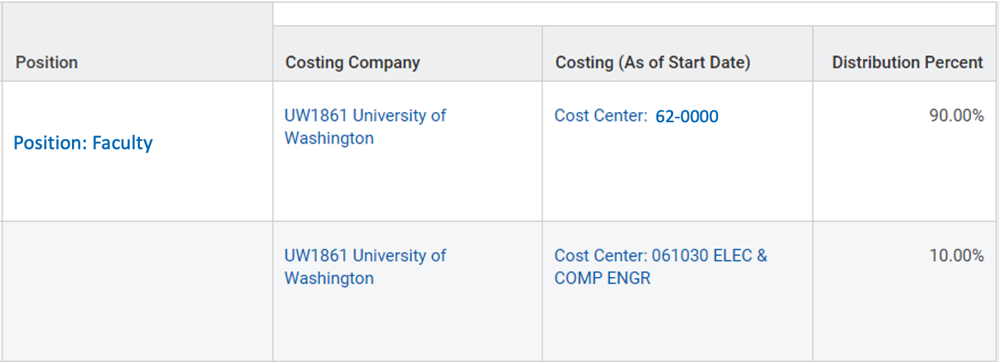 Position Costing Company Costing (As of Start Date) Distribution Percent
UW1861 University of Cost Center: 62-0000 90.00%
Washington
Position: Faculty
UW1861 University of Cost Center: 061030 ELEC & 10.00%
Washington COMP ENGR